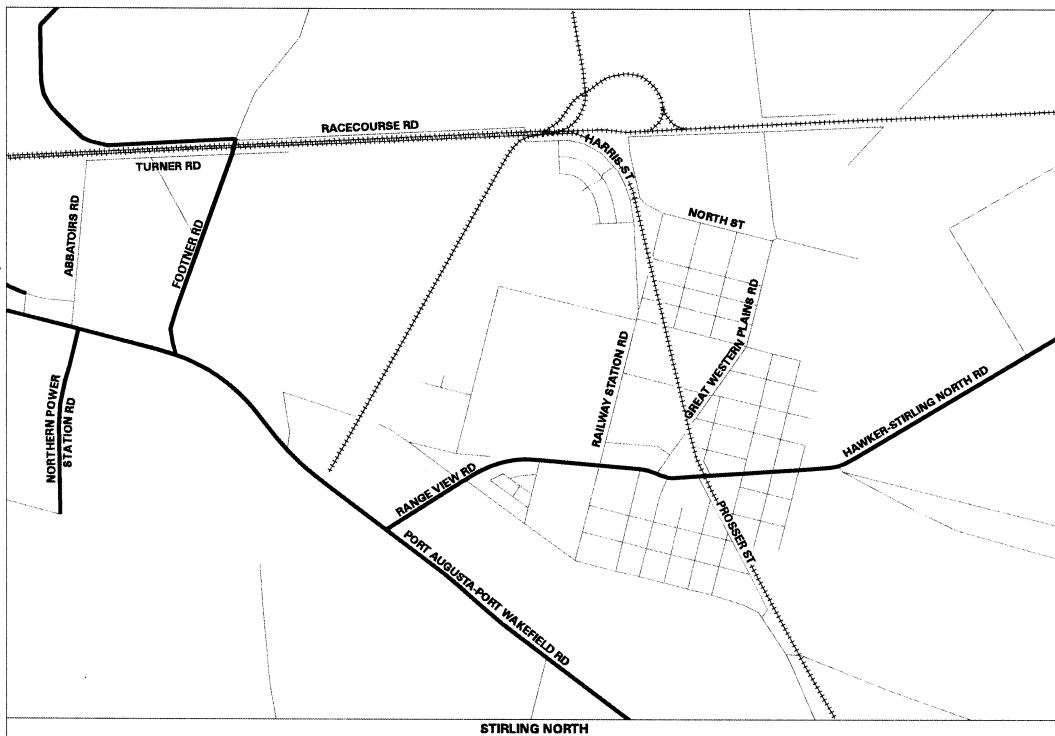 RACECOURSE RD
HARRIS ST
TURNER RD
ABBATOIRS RD
FOOTNER RD
NORTH ST
GREAT WESTERN PLAINS RD
RAILWAY STATION RD
HAWKER-STIRLING NORTH RD
NORTHERN POWER
STATION RD
RANGE VIEW RD
PROSSER ST
PORT AUGUSTA-PORT WAKEFIELD RD
STIRLING NORTH